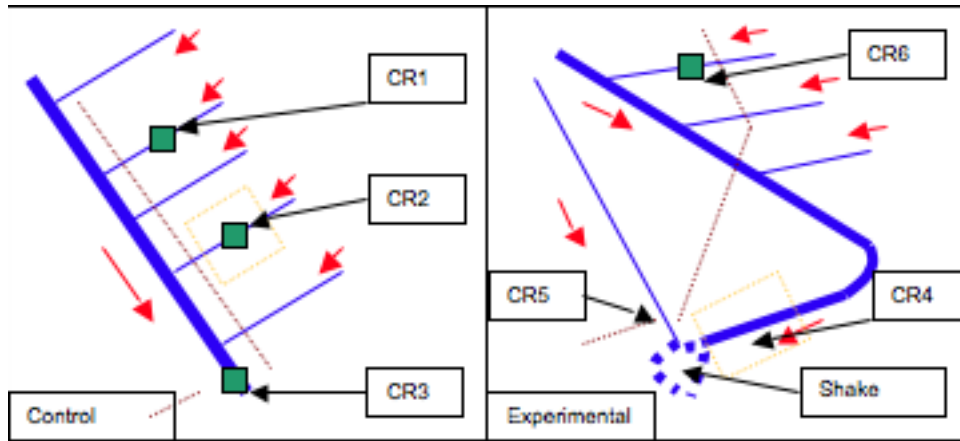 CR1
CR2
CR3
Control
CR6
CR5
CR4
Shake
Experimental